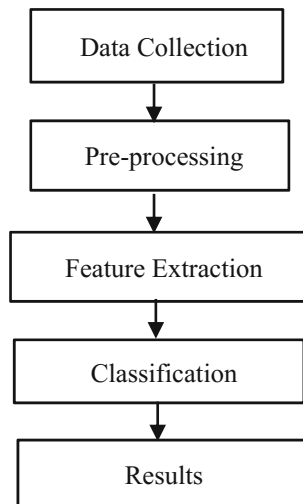 Data Collection
Pre-processing
Feature Extraction
Classification
Results